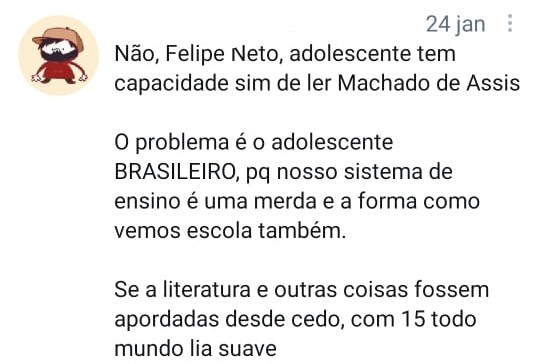 24 jan
Não, Felipe Neto, adolescente tem
capacidade sim de ler Machado de Assis
O problema é o adolescente
BRASILEIRO, pq nosso sistema de
ensino é uma merda e a forma como
vemos escola também.
Se a literatura e outras coisas fossem
apordadas desde cedo, com 15 todo
mundo lia suave